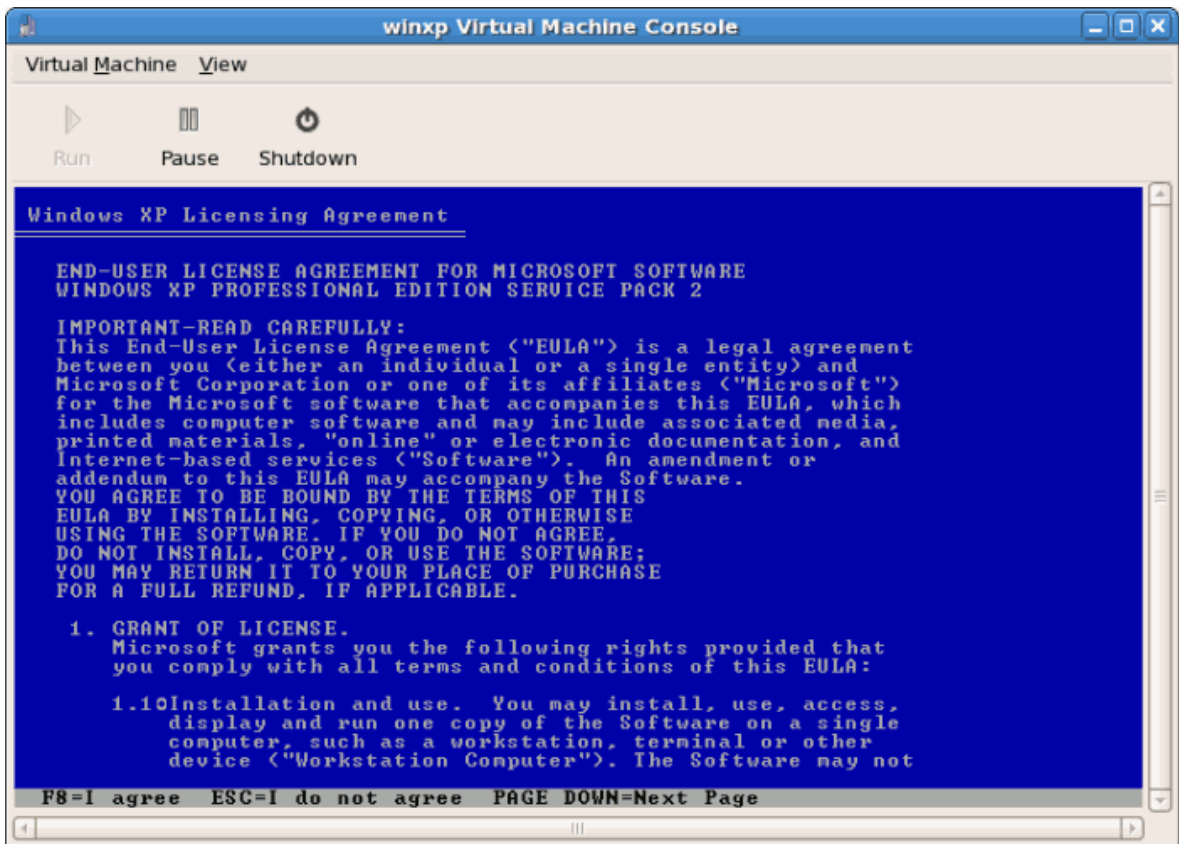 winxp Virtual Machine Console
Virtual Machine View
Run Pause Shutdown
Windows XP Licensing Agreement
END-USER LICENSE AGREEMENT FOR MICROSOFT SOFTWARE
WINDOWS XP PROFESSIONAL EDITION SERVICE PACK 2
IMPORTANT-READ CAREFULLY:
This End-User License Agreement ("EULA") is a legal agreement
between you (either an individual or a single entity) and
Microsoft Corporation or one of its affiliates ("Microsoft")
for the Microsoft software that accompanies this EULA, which
includes computer software and may include associated media,
printed materials, "online" or electronic documentation, and
Internet-based services ("Software").  An amendment or
addendum to this EULA may accompany the Software.
YOU AGREE TO BE BOUND BY THE TERMS OF THIS
EULA BY INSTALLING, COPYING, OR OTHERWISE
USING THE SOFTWARE. IF YOU DO NOT AGREE,
DO NOT INSTALL, COPY, OR USE THE SOFTWARE;
YOU MAY RETURN IT TO YOUR PLACE OF PURCHASE
FOR A FULL REFUND, IF APPLICABLE.
1. GRANT OF LICENSE.
Microsoft grants you the following rights provided that
you comply with all terms and conditions of this EULA:
1.1◘Installation and use.  You may install, use, access,
display and run one copy of the Software on a single
computer, such as a workstation, terminal or other
device ("Workstation Computer"). The Software may not
F8=I agree  ESC=I do not agree  PAGE DOWN=Next Page